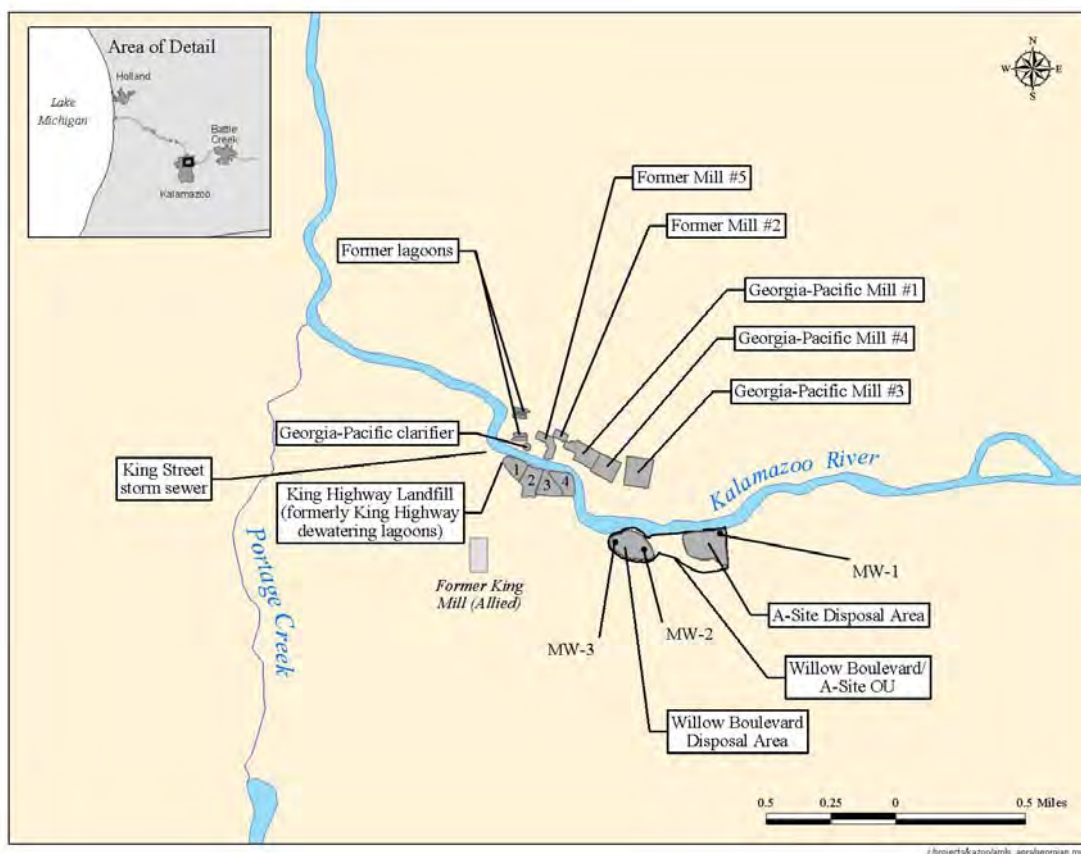 Area of Detail
Holland
Lake
Michigan
Battle
Creek
Kalamazoo
N
W
E
S
Former Mill #5
Former Mill #2
Former lagoons
Georgia-Pacific Mill #1
Georgia-Pacific Mill #4
Georgia-Pacific Mill #3
Georgia-Pacific clarifier
King Street
storm sewer
King Highway Landfill
(formerly King Highway
dewatering lagoons)
1
2
3
4
Kalamazoo River
Portage Creek
Former King
Mill (Allied)
MW-1
MW-2
MW-3
A-Site Disposal Area
Willow Boulevard/
A-Site OU
Willow Boulevard
Disposal Area
0.5
0.25
0
0.5 Miles